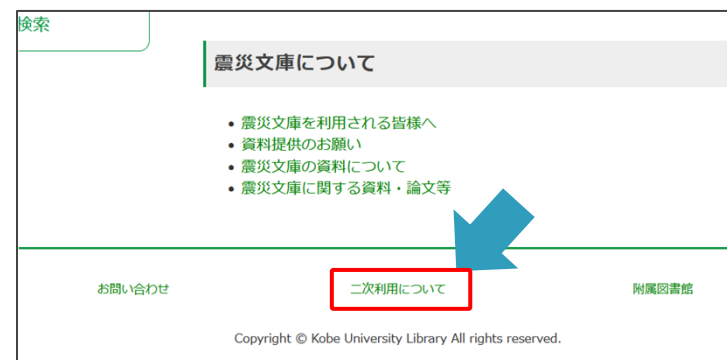 検索
震災文庫について
震災文庫を利用される皆様へ
資料提供のお願い
震災文庫の資料について
震災文庫に関する資料・論文等
お問い合わせ 二次利用について 附属図書館
Copyright © Kobe University Library All rights reserved.